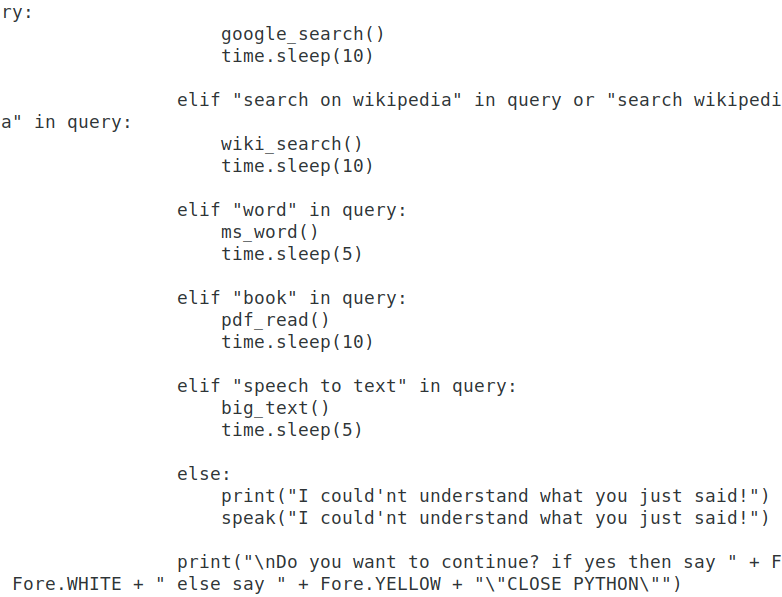 ry:
google_search()
time.sleep(10)
elif "search on wikipedia" in query or "search wikipedi
a" in query:
wiki_search()
time.sleep(10)
elif "word" in query:
ms_word()
time.sleep(5)
elif "book" in query:
pdf_read()
time.sleep(10)
elif "speech to text" in query:
big_text()
time.sleep(5)
else:
print("I could'nt understand what you just said!")
speak("I could'nt understand what you just said!")
print("\nDo you want to continue? if yes then say " + F
Fore.WHITE + " else say " + Fore.YELLOW + "\"CLOSE PYTHON\"")